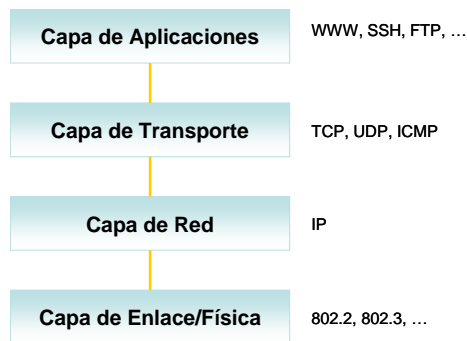 Capa de Aplicaciones
WWW, SSH, FTP, …
Capa de Transporte
TCP, UDP, ICMP
Capa de Red
IP
Capa de Enlace/Física
802.2, 802.3, …